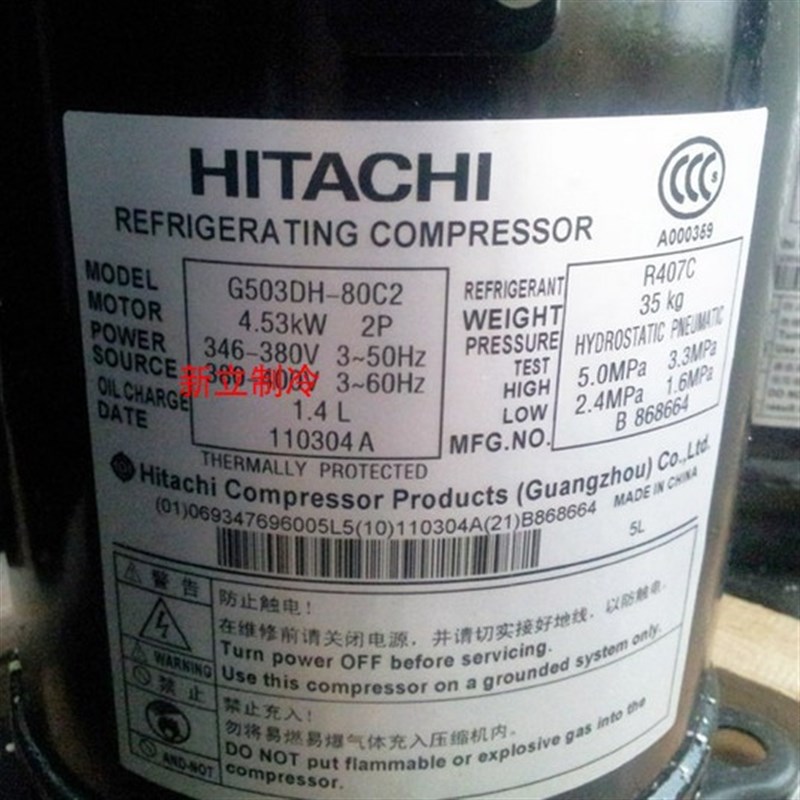 HITACHI
CCC S
A000359
REFRIGERATING COMPRESSOR
MODEL G503DH-80C2
MOTOR 4.53kW 2P
POWER SOURCE 346-380V 3~50Hz
3~60Hz
新立制冷
OIL CHARGE 1.4 L
DATE 110304A
REFRIGERANT R407C
WEIGHT 35 kg
PRESSURE HYDROSTATIC PNEUMATIC
TEST
HIGH 5.0MPa 3.3MPa
LOW 2.4MPa 1.6MPa
MFG.NO. B 868664
THERMALLY PROTECTED
Hitachi Compressor Products (Guangzhou) Co.,Ltd.
(01)069347696005L5(10)110304A(21)B868664
MADE IN CHINA
5L
警告
WARNING
防止触电!
在维修前请关闭电源，并请切实接好地线，以防触电.
Turn power OFF before servicing.
Use this compressor on a grounded system only.
禁止
AND-NOT
禁止充入!
勿将易燃易爆气体充入压缩机内。
DO NOT put flammable or explosive gas into the
compressor.